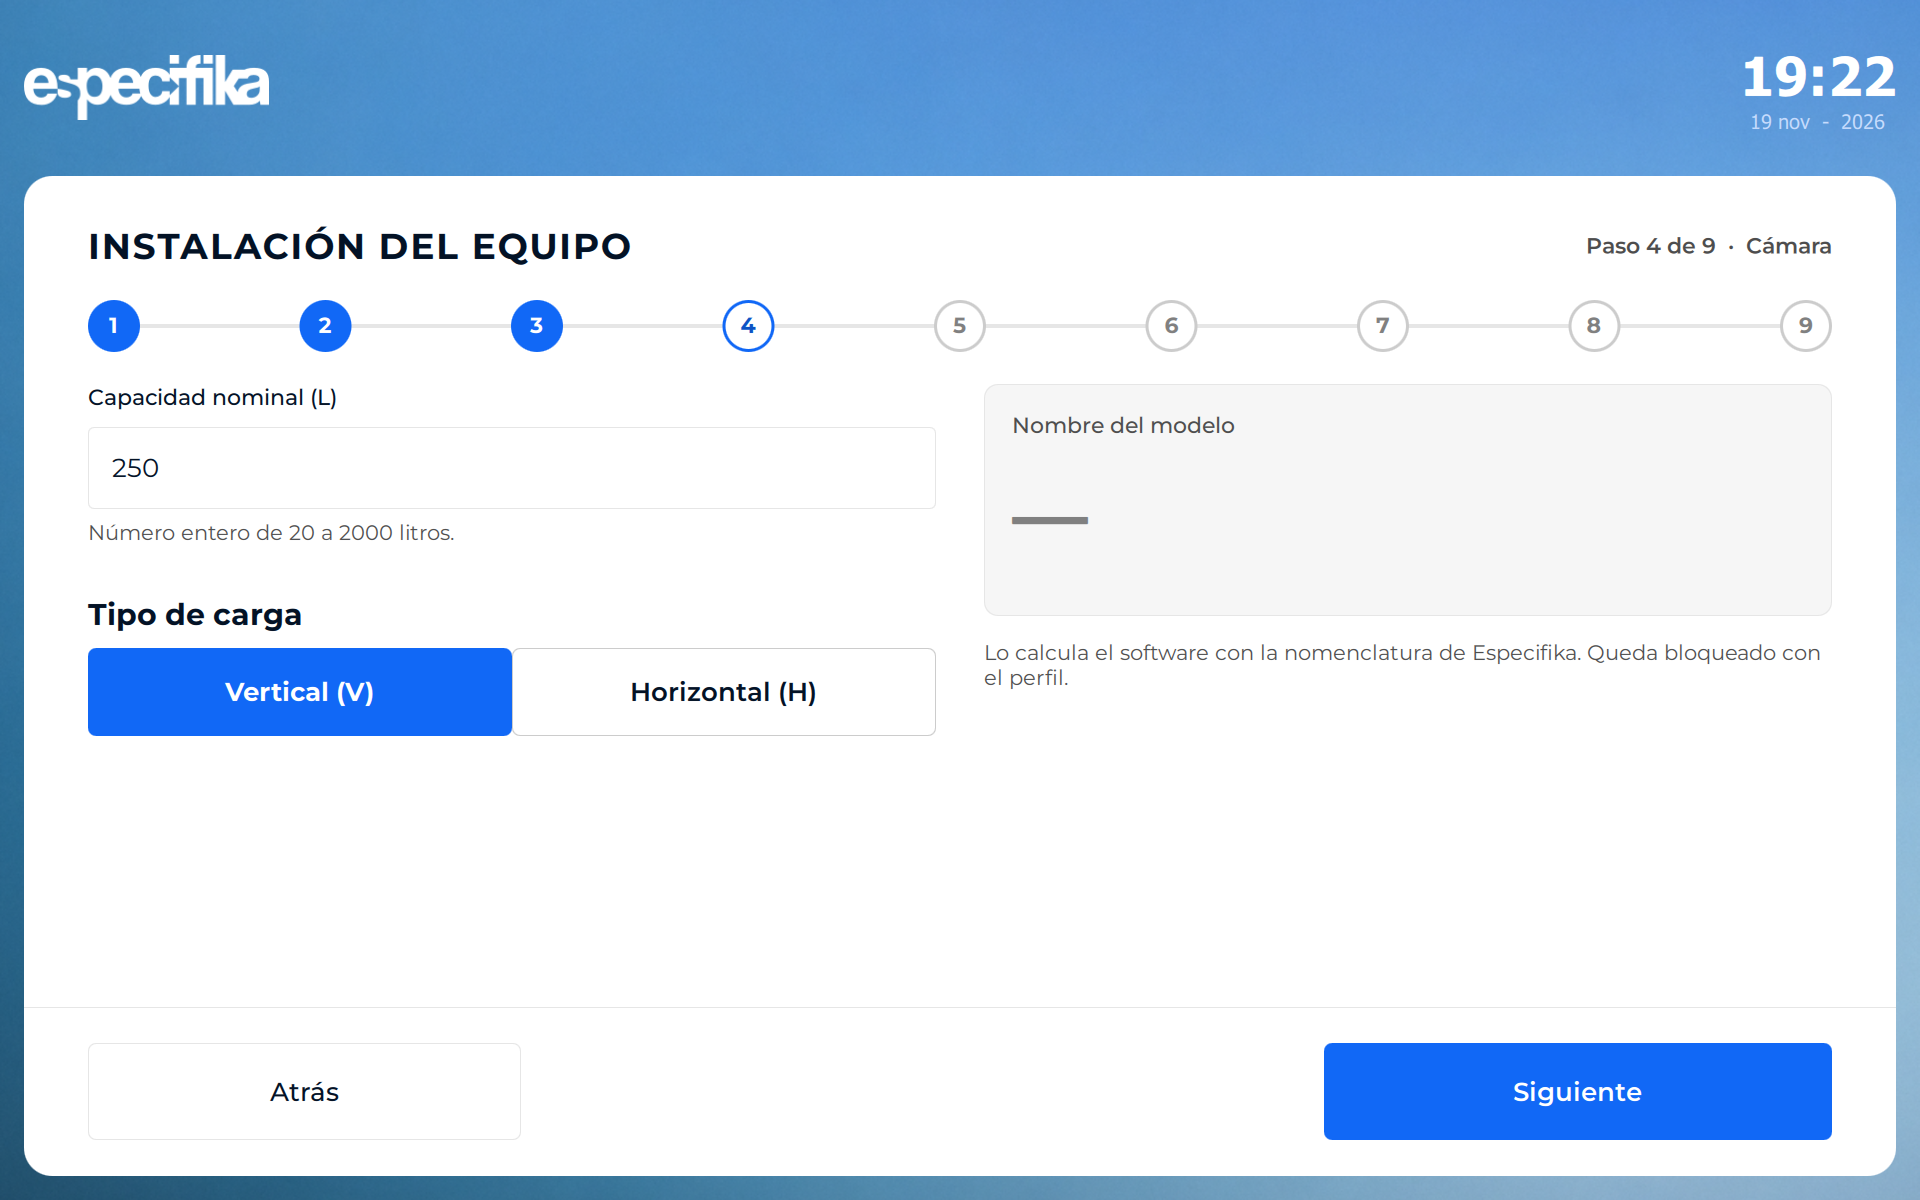 especifika
19:22
19 nov - 2026
INSTALACIÓN DEL EQUIPO
Paso 4 de 9 · Cámara
1 2 3 4 5 6 7 8 9
Capacidad nominal (L)
250
Número entero de 20 a 2000 litros.
Tipo de carga
Vertical (V)
Horizontal (H)
Nombre del modelo
Lo calcula el software con la nomenclatura de Especifika. Queda bloqueado con
el perfil.
Atrás
Siguiente